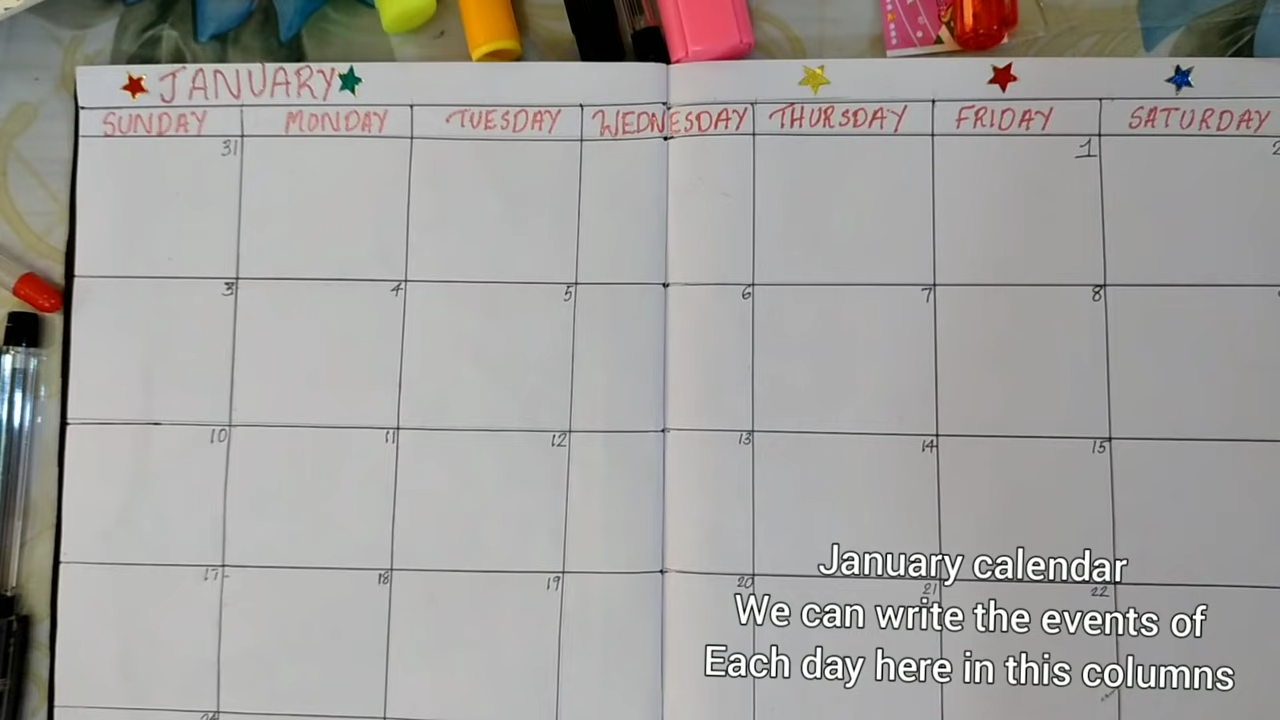 JANUARY
SUNDAY MONDAY TUESDAY WEDNESDAY THURSDAY FRIDAY SATURDAY
31 1 2
3 4 5 6 7 8
10 11 12 13 14 15
17 18 19 20 21 22
January calendar
We can write the events of
Each day here in this columns